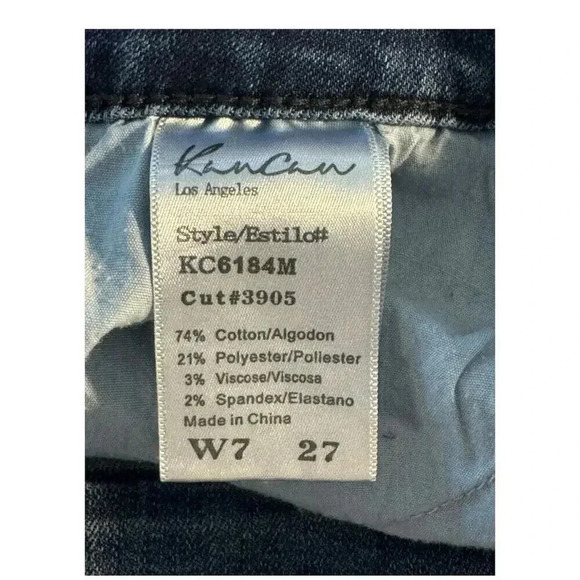 KanCan
Los Angeles
Style/Estilo#
KC6184M
Cut#3905
74% Cotton/Algodon
21% Polyester/Poliester
3% Viscose/Viscosa
2% Spandex/Elastano
Made in China
W7 27